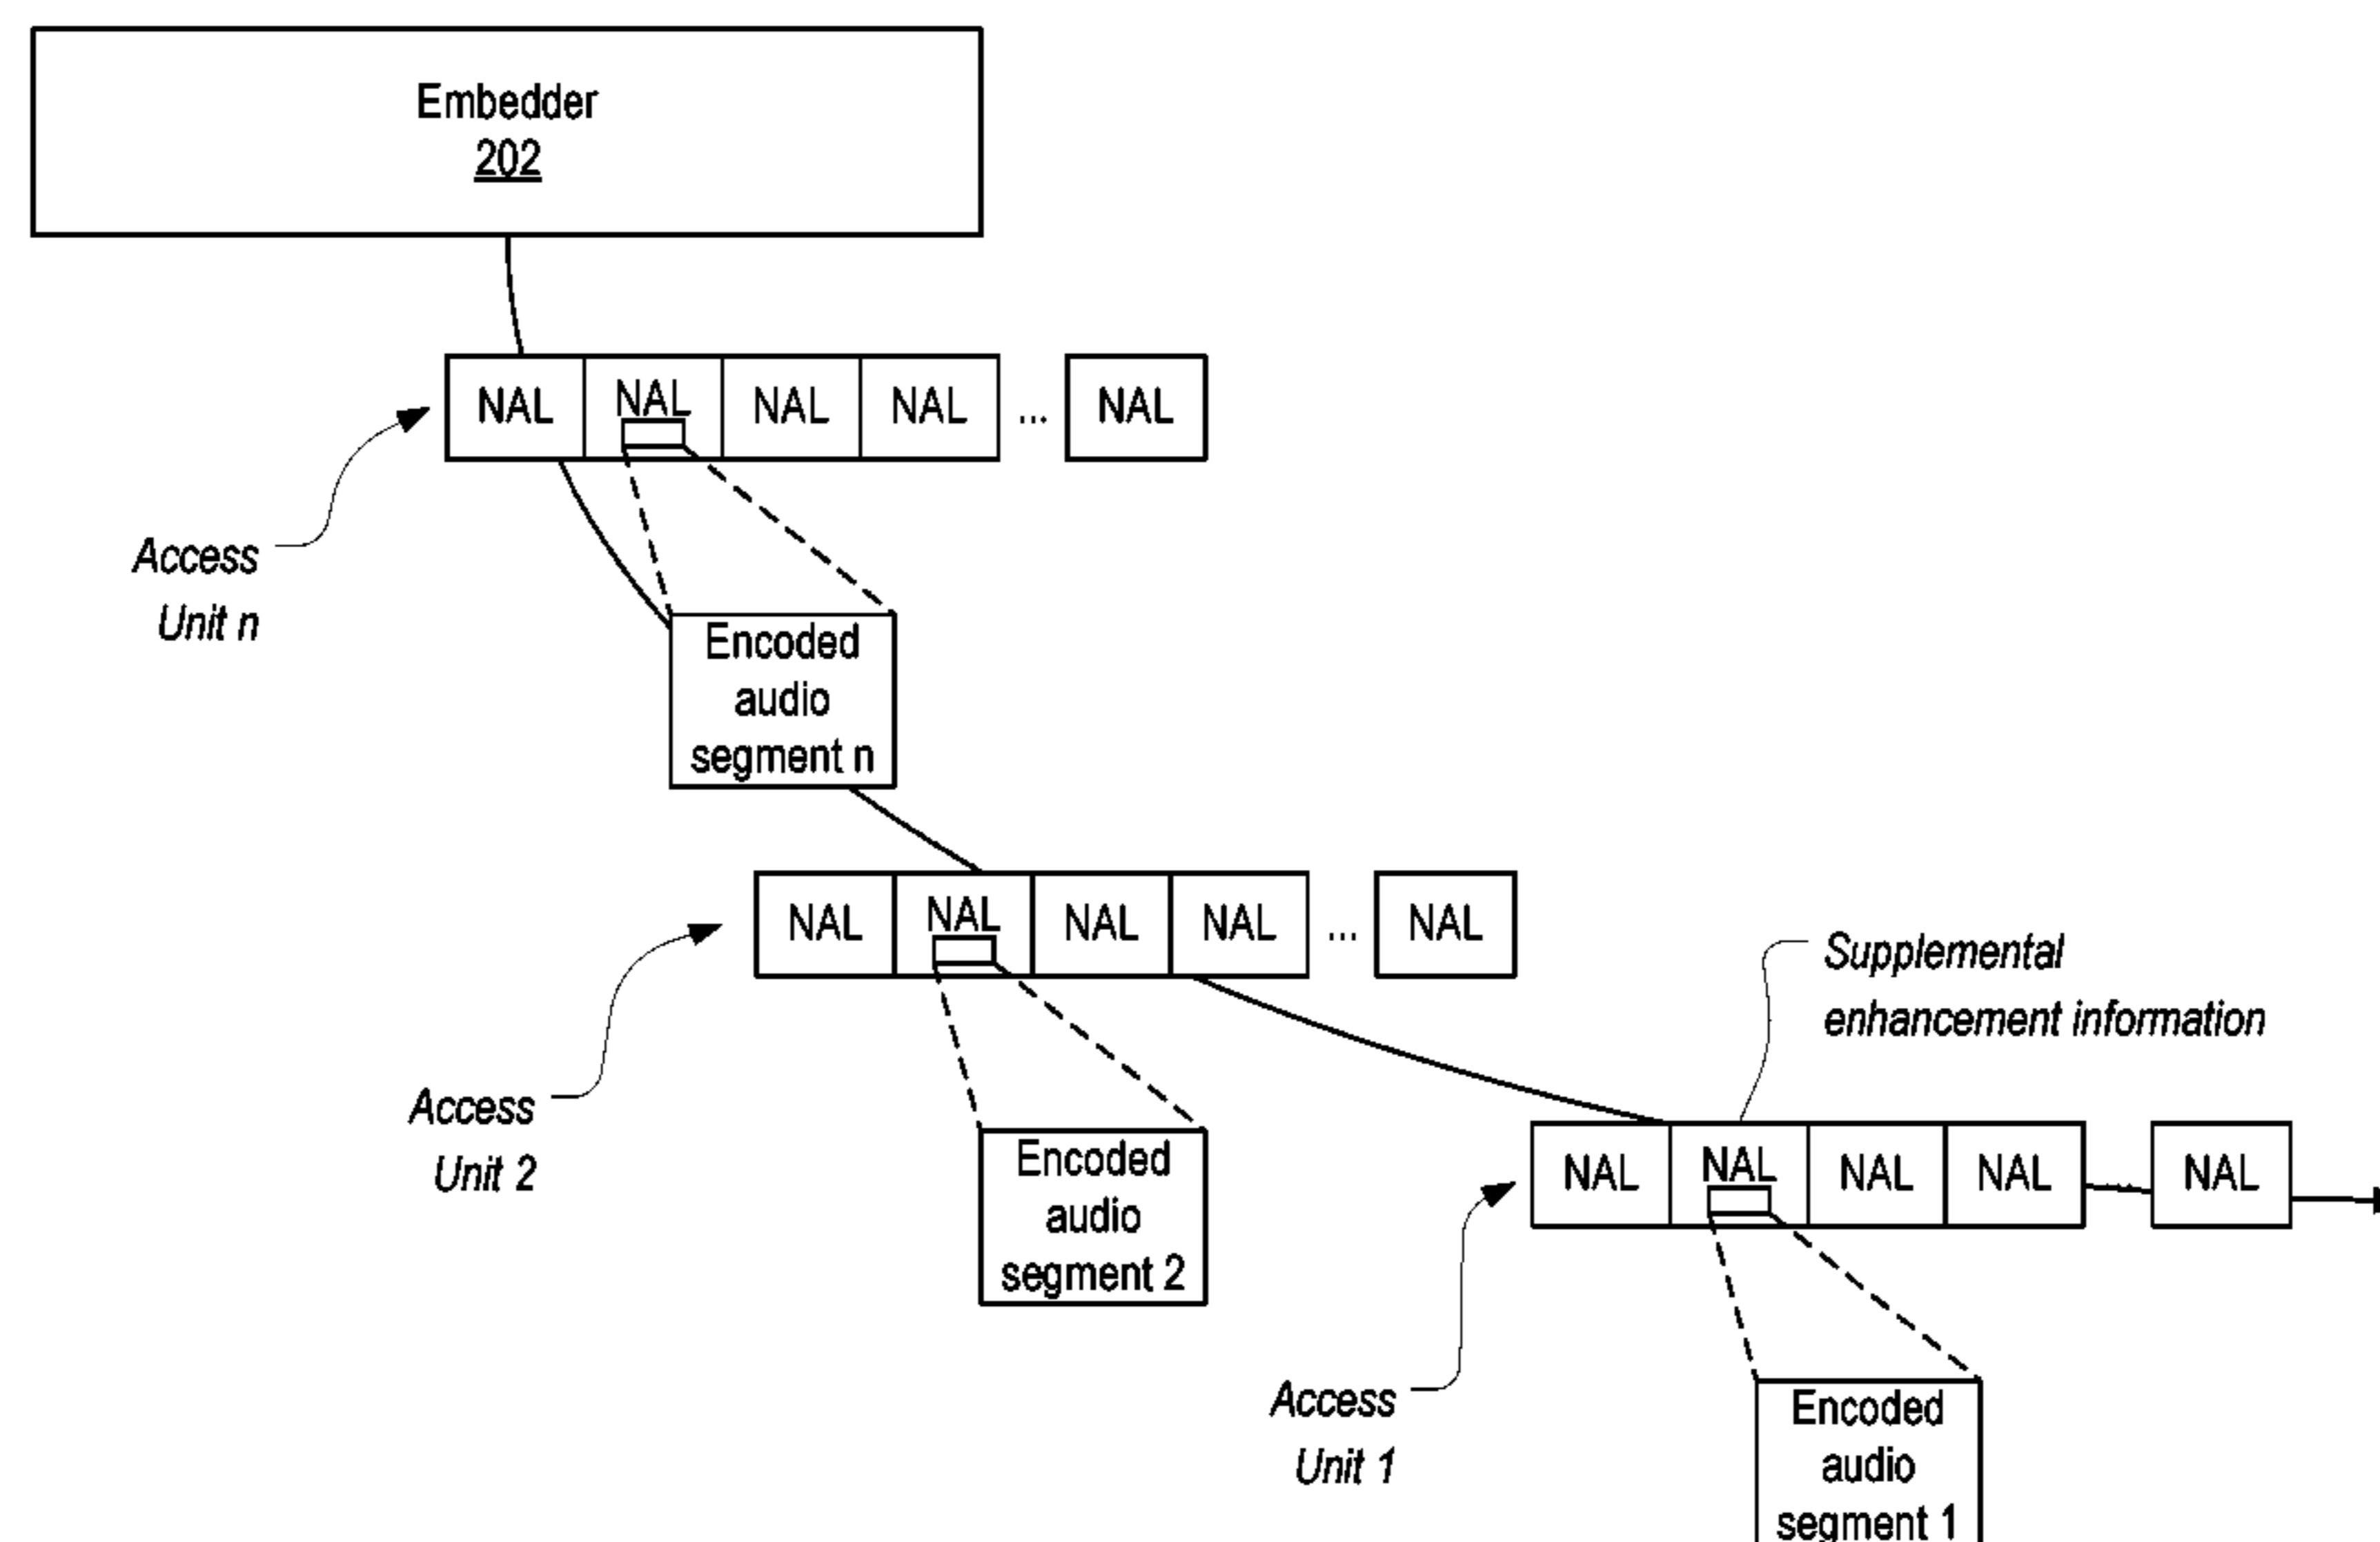 Embedder
202
NAL NAL NAL NAL ... NAL
Access
Unit n
Encoded
audio
segment n
NAL NAL NAL NAL ... NAL
Supplemental
enhancement information
Access
Unit 2
Encoded
audio
segment 2
NAL NAL NAL NAL NAL
Access
Unit 1
Encoded
audio
segment 1